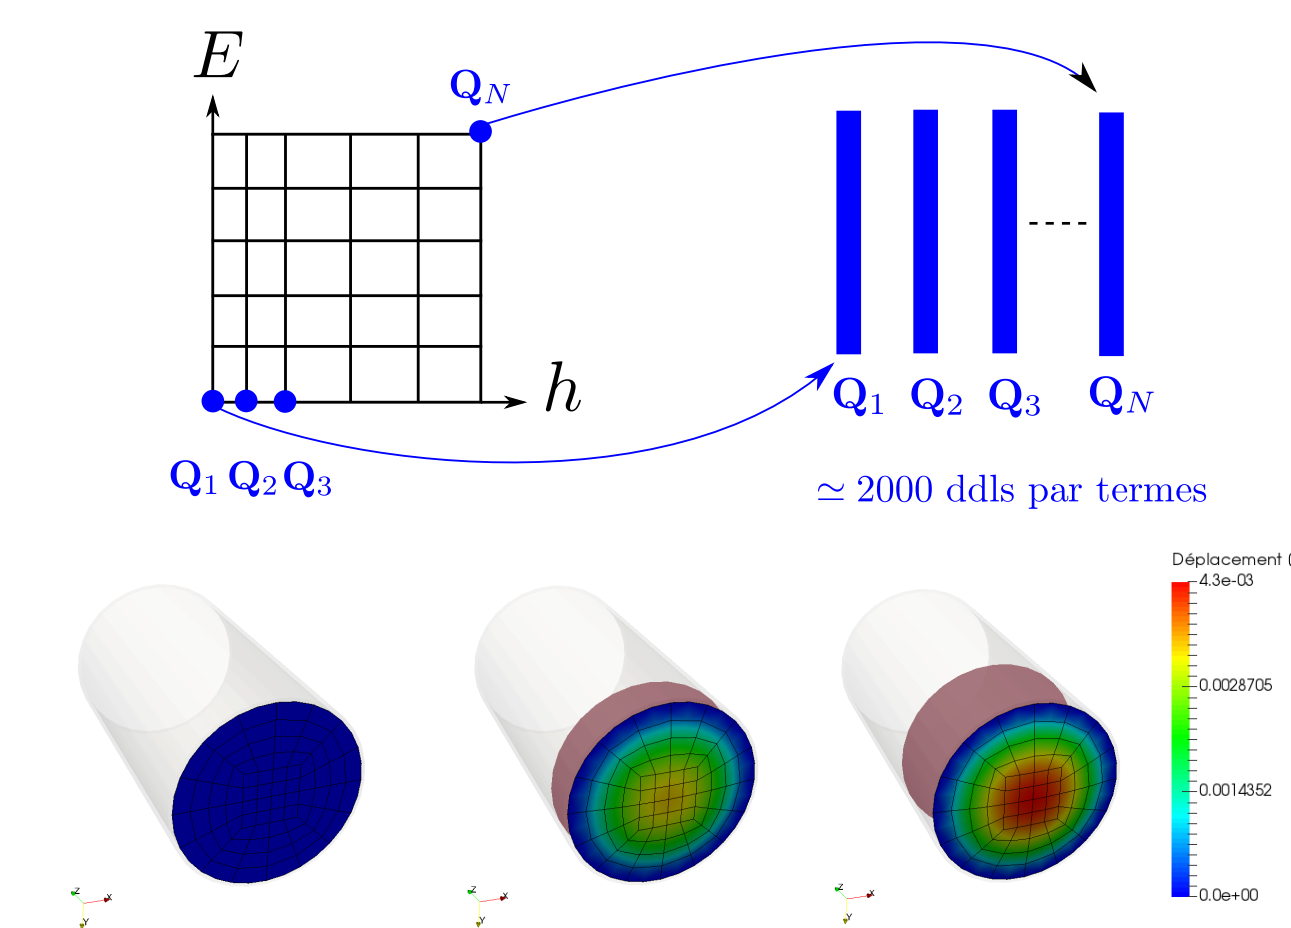 E
Q_N
h
Q_1 Q_2 Q_3
Q_1 Q_2 Q_3 Q_N
≃ 2000 ddls par termes
Déplacement (
4.3e-03
0.0028705
0.0014352
0.0e+00
Z X Y
Z X Y
Z X Y